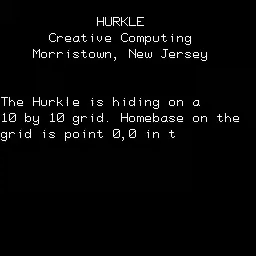 HURKLE
Creative Computing
Morristown, New Jersey
The Hurkle is hiding on a
10 by 10 grid. Homebase on the
grid is point 0,0 in t